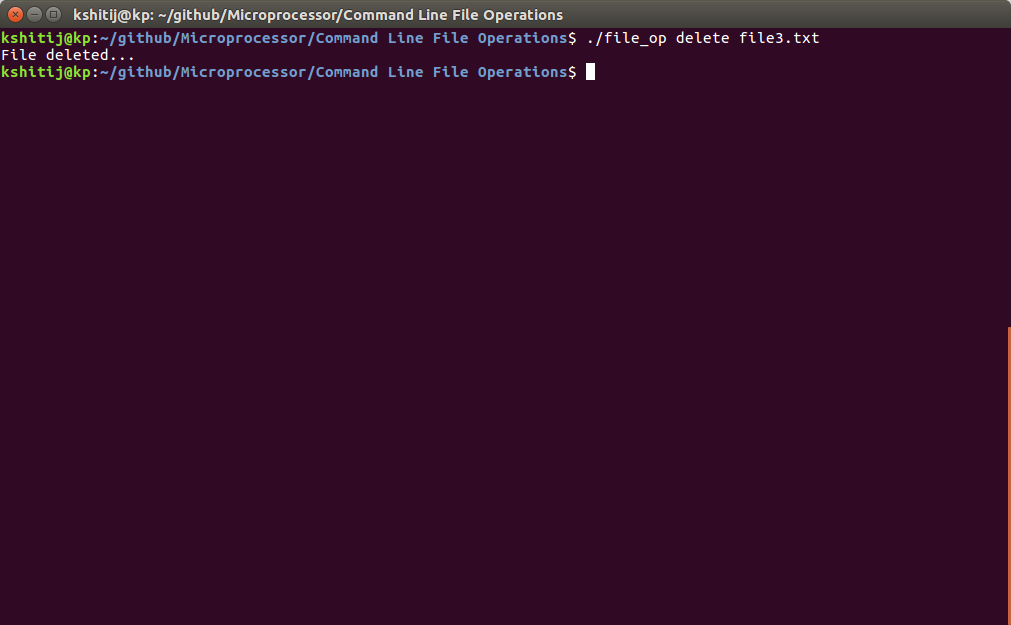 kshitij@kp: ~/github/Microprocessor/Command Line File Operations
kshitij@kp:~/github/Microprocessor/Command Line File Operations$ ./file_op delete file3.txt
File deleted...
kshitij@kp:~/github/Microprocessor/Command Line File Operations$